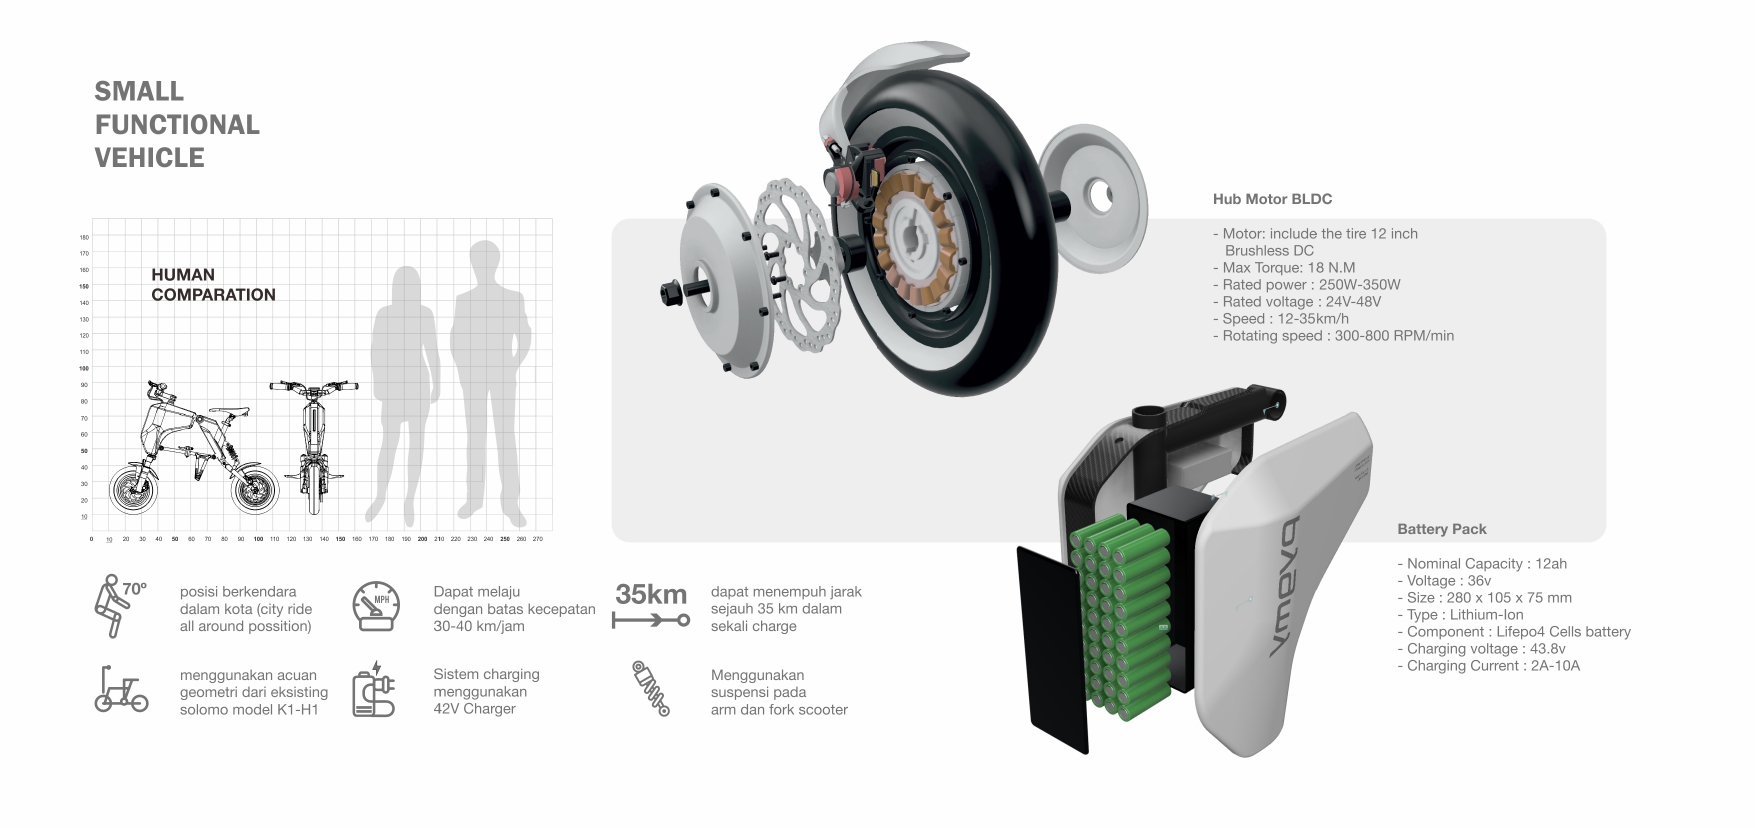 SMALL
FUNCTIONAL
VEHICLE
HUMAN
COMPARATION
180
170
160
150
140
130
120
110
100
90
80
70
60
50
40
30
20
10
0 10 20 30 40 50 60 70 80 90 100 110 120 130 140 150 160 170 180 190 200 210 220 230 240 250 260 270
70º
posisi berkendara
dalam kota (city ride
all around possition)
MPH
Dapat melaju
dengan batas kecepatan
30-40 km/jam
35km
dapat menempuh jarak
sejauh 35 km dalam
sekali charge
menggunakan acuan
geometri dari eksisting
solomo model K1-H1
Sistem charging
menggunakan
42V Charger
Menggunakan
suspensi pada
arm dan fork scooter
Hub Motor BLDC
- Motor: include the tire 12 inch
Brushless DC
- Max Torque: 18 N.M
- Rated power : 250W-350W
- Rated voltage : 24V-48V
- Speed : 12-35km/h
- Rotating speed : 300-800 RPM/min
Battery Pack
- Nominal Capacity : 12ah
- Voltage : 36v
- Size : 280 x 105 x 75 mm
- Type : Lithium-Ion
- Component : Lifepo4 Cells battery
- Charging voltage : 43.8v
- Charging Current : 2A-10A